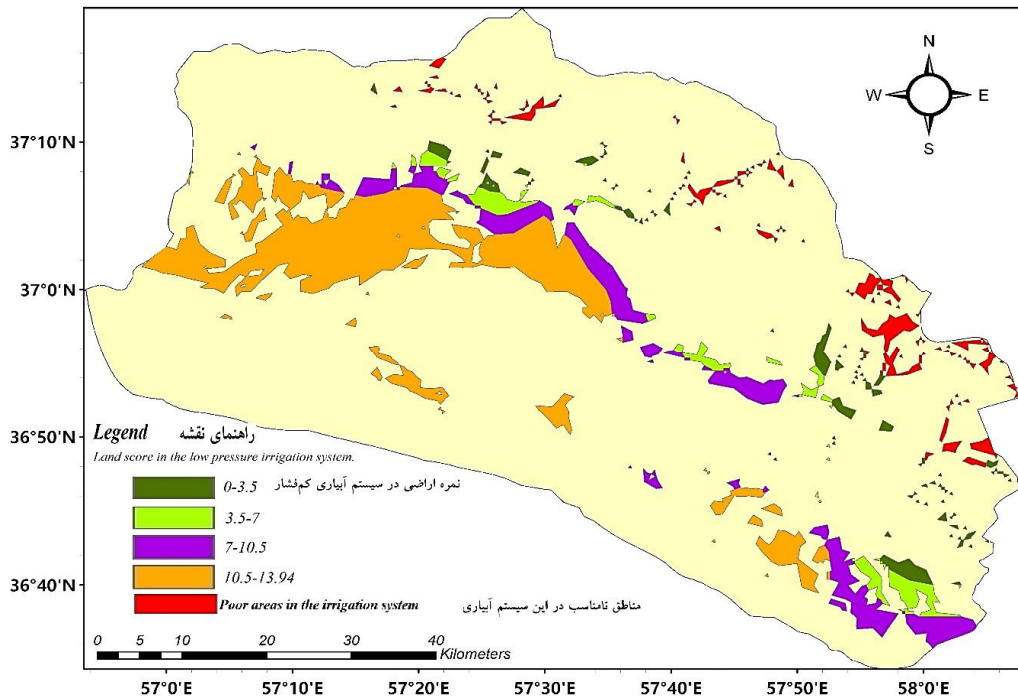 N
W E
S
37°10'N
37°0'N
36°50'N
36°40'N
Legend راهنمای نقشه
Land score in the low pressure irrigation system.
0-3.5 نمره اراضی در سیستم آبیاری کم‌فشار
3.5-7
7-10.5
10.5-13.94
Poor areas in the irrigation system مناطق نامناسب در این سیستم آبیاری
0 5 10 20 30 40
Kilometers
57°0'E 57°10'E 57°20'E 57°30'E 57°40'E 57°50'E 58°0'E